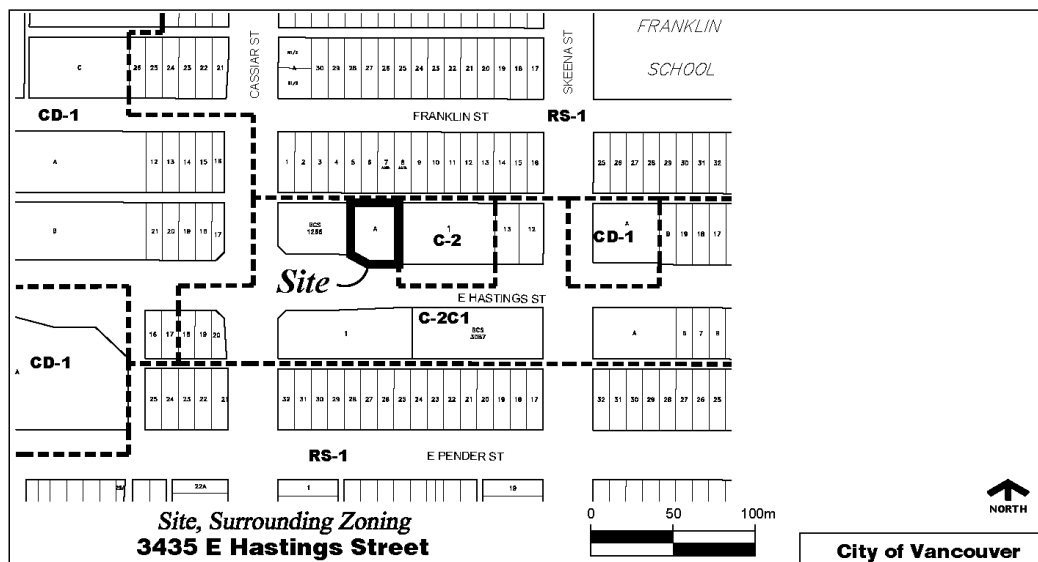 FRANKLIN
SCHOOL
CASSIAR ST
SKEENA ST
C
26 25 24 23 22 21
A
30 29 28 27 26 25 24 23 22 21 20 19 18 17
CD-1
FRANKLIN ST
RS-1
A
12 13 14 15 16
1 2 3 4 5 6 7 8 9 10 11 12 13 14 15 16
25 26 27 28 29 30 31 32
B
21 20 19 18 17
BCS
1256
A
1
C-2
13 12
A
CD-1
19 18 17
Site
E HASTINGS ST
C-2C1
16 17 18 19 20
1
BCS
3057
A
6 7 8
CD-1
A
25 24 23 22 21
32 31 30 29 28 27 26 25 24 23 22 21 20 19 18 17
32 31 30 29 28 27 26 25
RS-1
E PENDER ST
22A
1
19
Site, Surrounding Zoning
3435 E Hastings Street
0 50 100m
NORTH
City of Vancouver